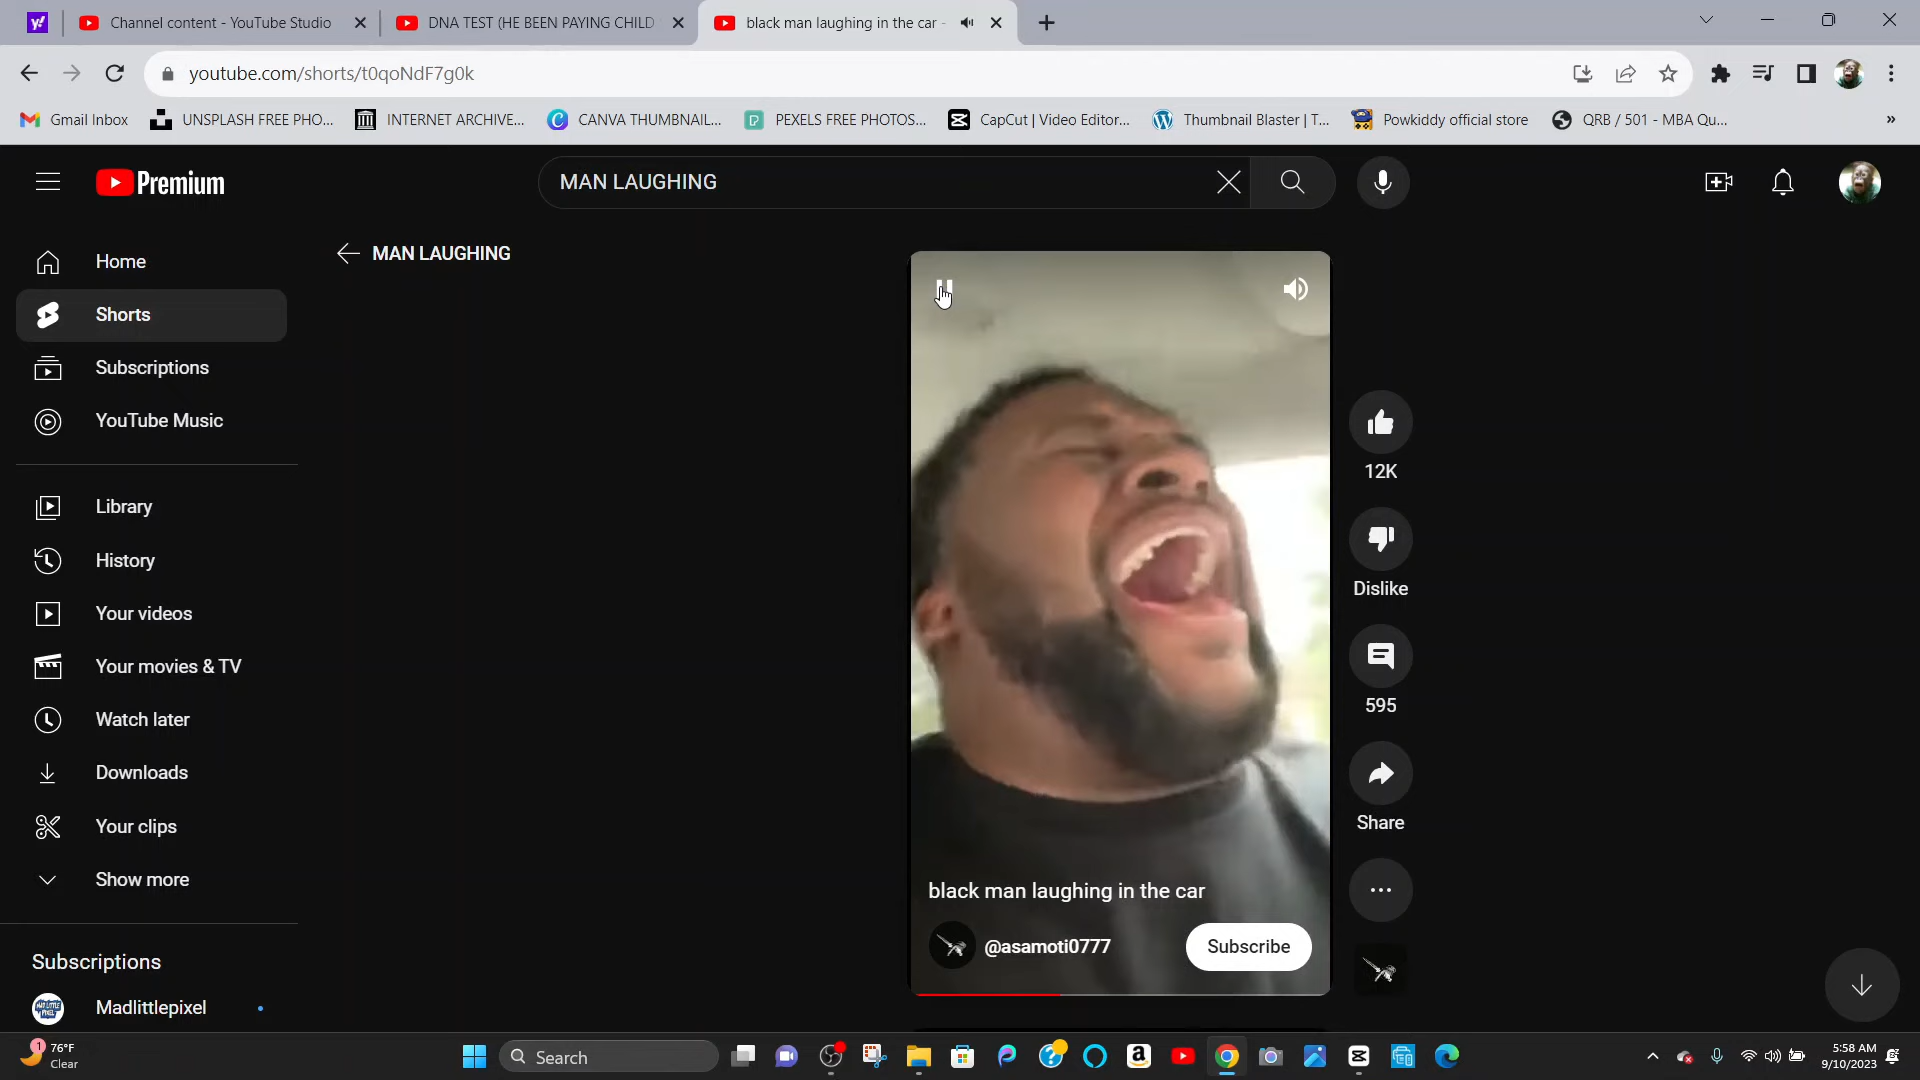 Channel content - YouTube Studio
DNA TEST (HE BEEN PAYING CHILD
black man laughing in the car -
youtube.com/shorts/t0qoNdF7g0k
Gmail Inbox
UNSPLASH FREE PHO...
INTERNET ARCHIVE...
CANVA THUMBNAIL...
PEXELS FREE PHOTOS...
CapCut | Video Editor...
Thumbnail Blaster | T...
Powkiddy official store
QRB / 501 - MBA Qu...
»
Premium
MAN LAUGHING
Home
Shorts
Subscriptions
YouTube Music
Library
History
Your videos
Your movies & TV
Watch later
Downloads
Your clips
Show more
Subscriptions
Madlittlepixel
MAN LAUGHING
black man laughing in the car
@asamoti0777
Subscribe
12K
Dislike
595
Share
1
76°F
Clear
Search
5:58 AM
9/10/2023